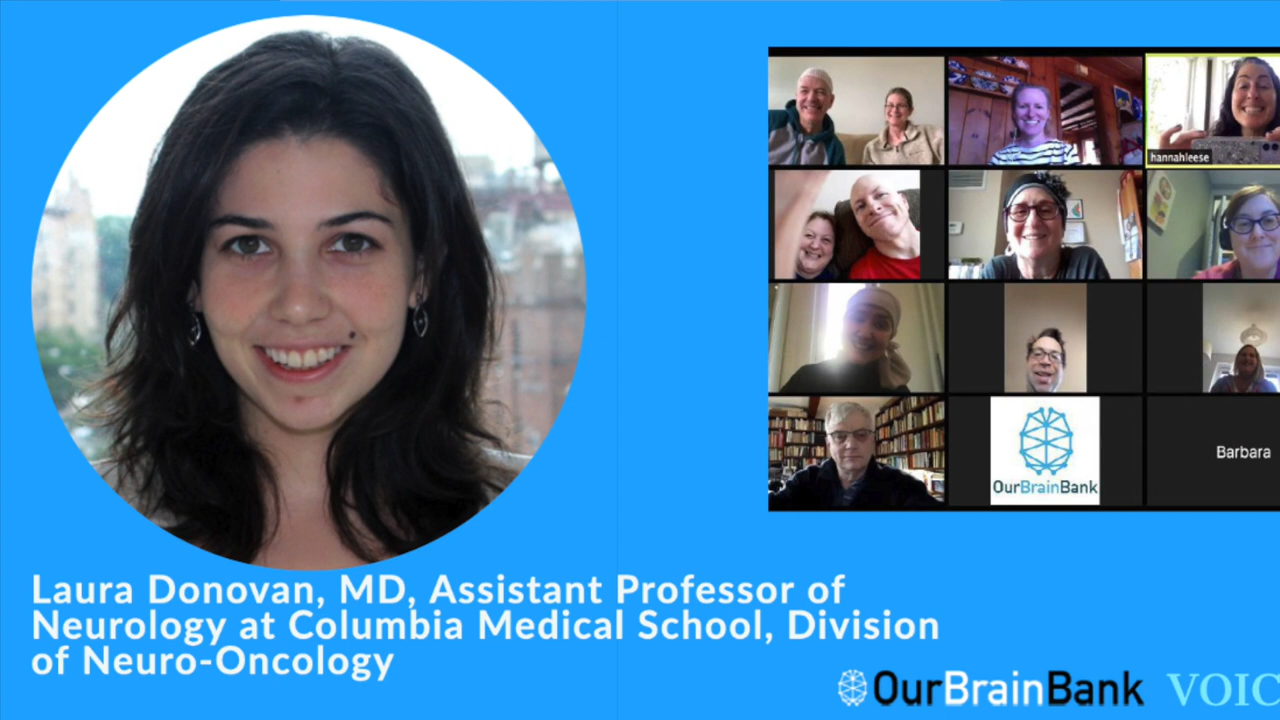 hannahleese
OurBrainBank
Barbara
Laura Donovan, MD, Assistant Professor of
Neurology at Columbia Medical School, Division
of Neuro-Oncology
OurBrainBank VOIC